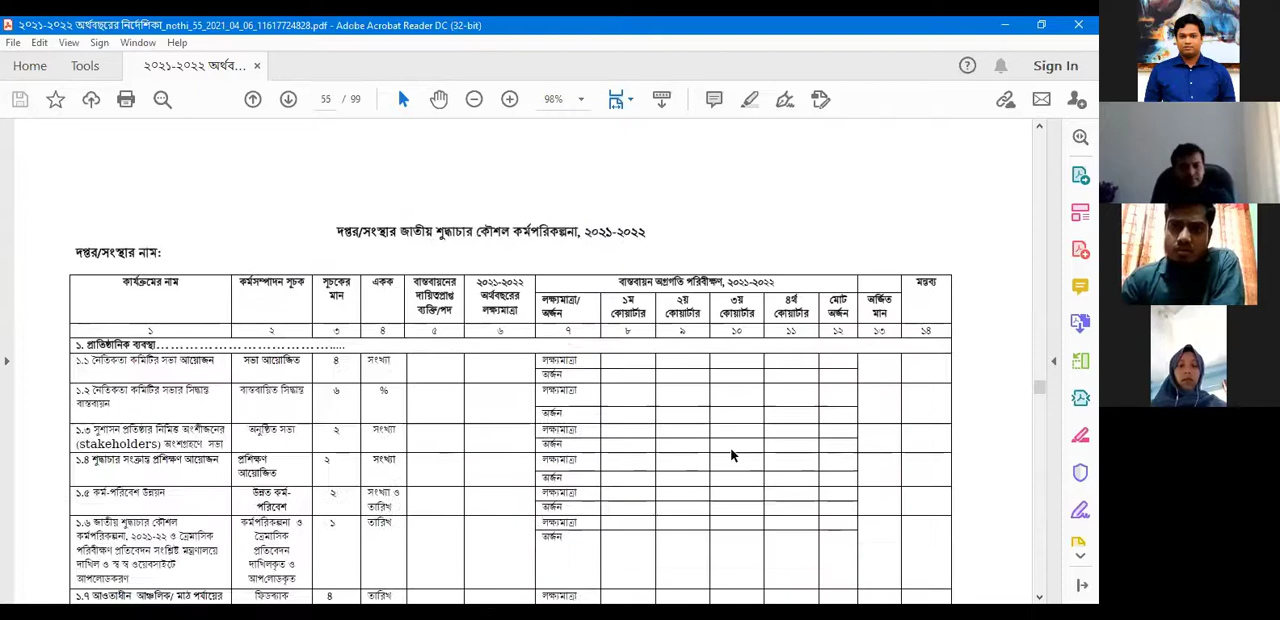 ২০২১-২০২২ অর্থবছরের নির্দেশিকা_nothi_55_2021_04_06_11617724828.pdf - Adobe Acrobat Reader DC (32-bit)
File Edit View Sign Window Help
Home Tools ২০২১-২০২২ অর্থব... × Sign In
55 / 99 98%
দপ্তর/সংস্থার জাতীয় শুদ্ধাচার কৌশল কর্মপরিকল্পনা, ২০২১-২০২২
দপ্তর/সংস্থার নাম:
কার্যক্রমের নাম কর্মসম্পাদন সূচক সূচকের মান একক বাস্তবায়নের দায়িত্বপ্রাপ্ত ব্যক্তি/পদ ২০২১-২০২২ অর্থবছরের লক্ষ্যমাত্রা বাস্তবায়ন অগ্রগতি পরিবীক্ষণ, ২০২১-২০২২ মন্তব্য
লক্ষ্যমাত্রা/অর্জন ১ম কোয়ার্টার ২য় কোয়ার্টার ৩য় কোয়ার্টার ৪র্থ কোয়ার্টার মোট অর্জন অর্জিত মান
১ ২ ৩ ৪ ৫ ৬ ৭ ৮ ৯ ১০ ১১ ১২ ১৩ ১৪
১. প্রাতিষ্ঠানিক ব্যবস্থা……………………………....
১.১ নৈতিকতা কমিটির সভা আয়োজন সভা আয়োজিত ৪ সংখ্যা লক্ষ্যমাত্রা
অর্জন
১.২ নৈতিকতা কমিটির সভার সিদ্ধান্ত বাস্তবায়িত সিদ্ধান্ত ৬ % লক্ষ্যমাত্রা
বাস্তবায়ন
অর্জন
১.৩ সুশাসন প্রতিষ্ঠার নিমিত্ত অংশীজনের অনুষ্ঠিত সভা ২ সংখ্যা লক্ষ্যমাত্রা
(stakeholders) অংশগ্রহণে সভা অর্জন
১.৪ শুদ্ধাচার সংক্রান্ত প্রশিক্ষণ আয়োজন প্রশিক্ষণ ২ সংখ্যা লক্ষ্যমাত্রা
আয়োজিত অর্জন
১.৫ কর্ম-পরিবেশ উন্নয়ন উন্নত কর্ম- ২ সংখ্যা ও লক্ষ্যমাত্রা
পরিবেশ তারিখ অর্জন
১.৬ জাতীয় শুদ্ধাচার কৌশল কর্মপরিকল্পনা ও ১ তারিখ লক্ষ্যমাত্রা
কর্মপরিকল্পনা, ২০২১-২২ ও ত্রৈমাসিক ত্রৈমাসিক অর্জন
পরিবীক্ষণ প্রতিবেদন সংশ্লিষ্ট মন্ত্রণালয়ে প্রতিবেদন
দাখিল ও স্ব স্ব ওয়েবসাইটে দাখিলকৃত ও
আপলোডকরণ আপলোডকৃত
১.৭ আওতাধীন আঞ্চলিক/ মাঠ পর্যায়ের ফিডব্যাক ৪ তারিখ লক্ষ্যমাত্রা